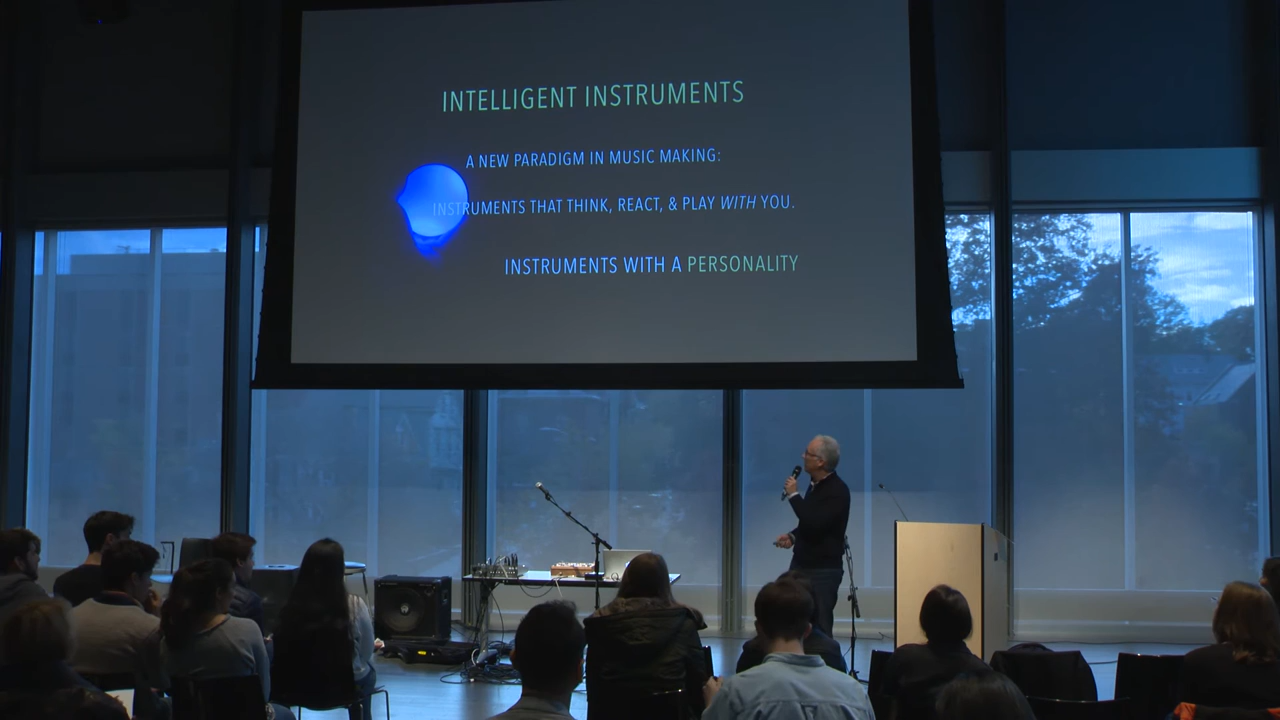 INTELLIGENT INSTRUMENTS
A NEW PARADIGM IN MUSIC MAKING:
INSTRUMENTS THAT THINK, REACT, & PLAY WITH YOU.
INSTRUMENTS WITH A PERSONALITY